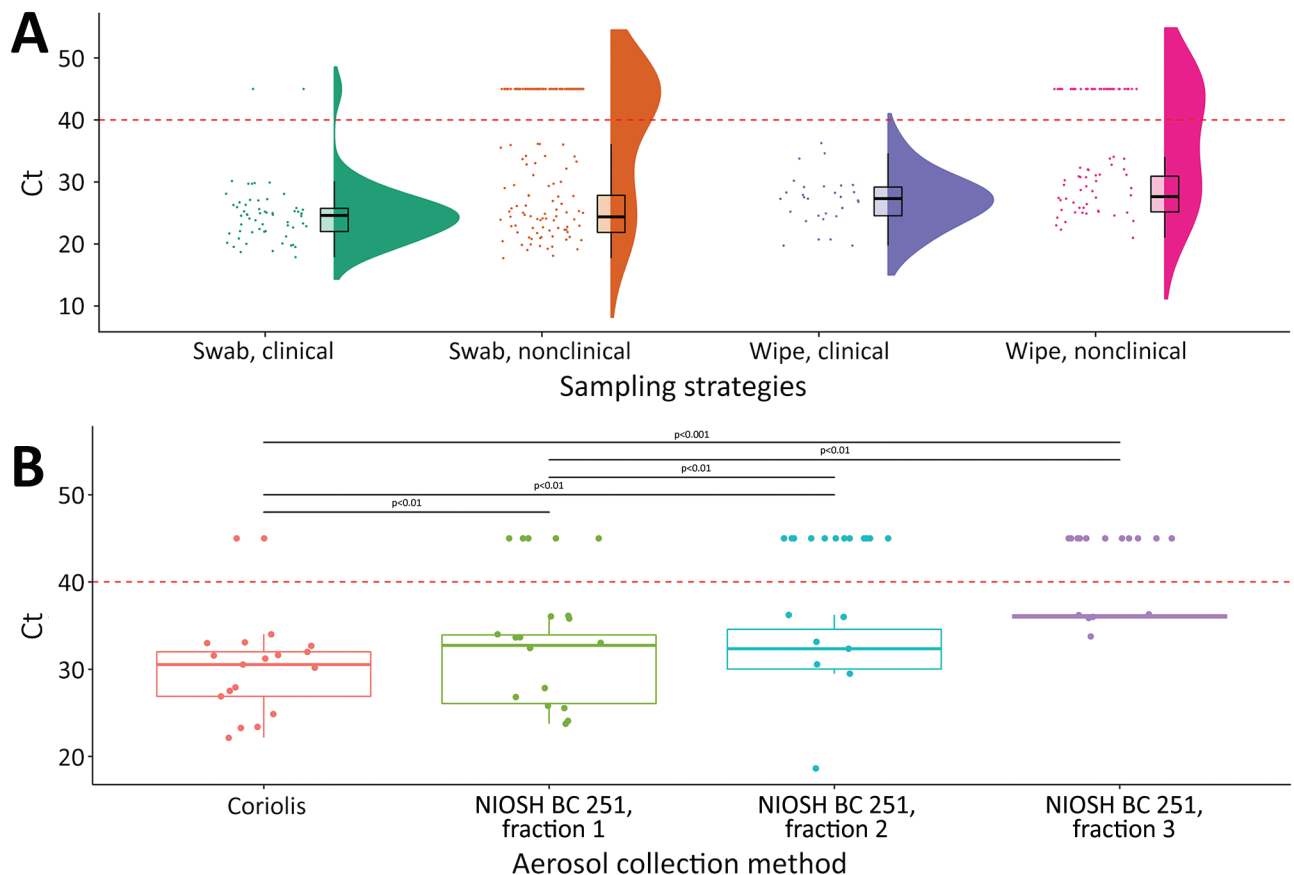 A
50
40
30
20
10
Ct
Swab, clinical
Swab, nonclinical
Wipe, clinical
Wipe, nonclinical
Sampling strategies
B
p<0.001
p<0.01
p<0.01
p<0.01
p<0.01
50
40
30
20
Ct
Coriolis
NIOSH BC 251,
fraction 1
NIOSH BC 251,
fraction 2
NIOSH BC 251,
fraction 3
Aerosol collection method